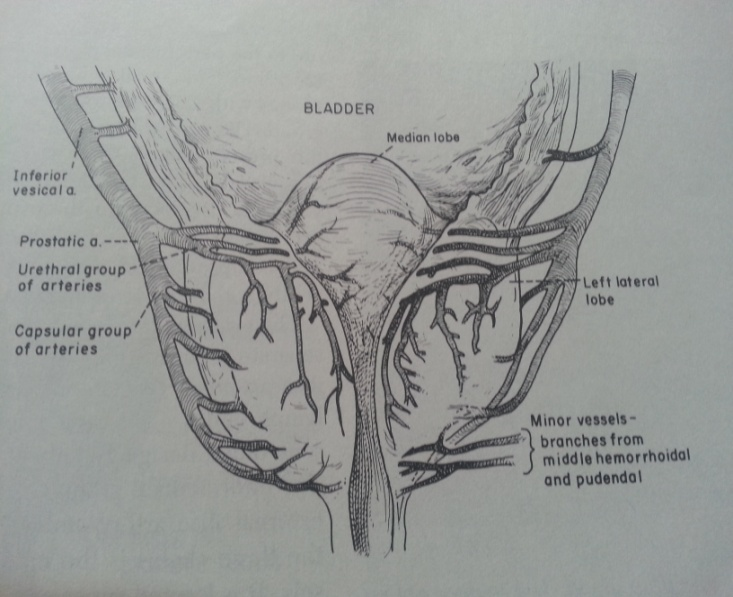 BLADDER
Median lobe
Inferior
vesical a.
Prostatic a.
Urethral group
of arteries
Capsular group
of arteries
Left lateral
lobe
Minor vessels-
branches from
middle hemorrhoidal
and pudendal